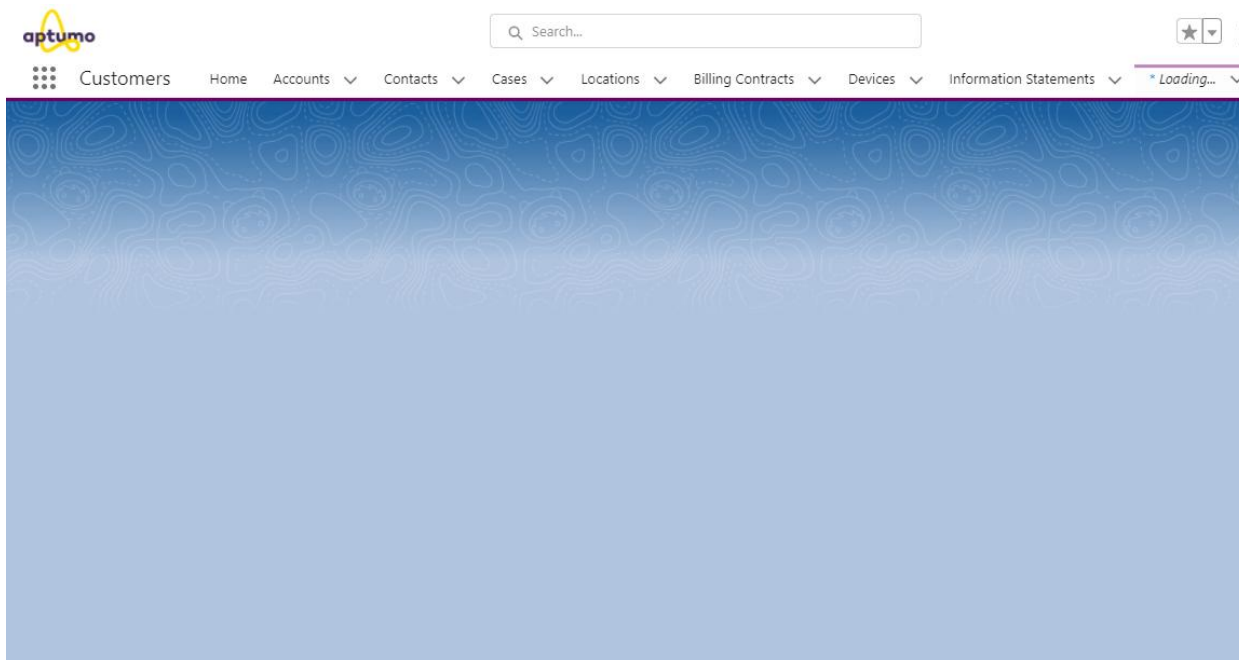 aptumo
Search...
Customers Home Accounts Contacts Cases Locations Billing Contracts Devices Information Statements * Loading...